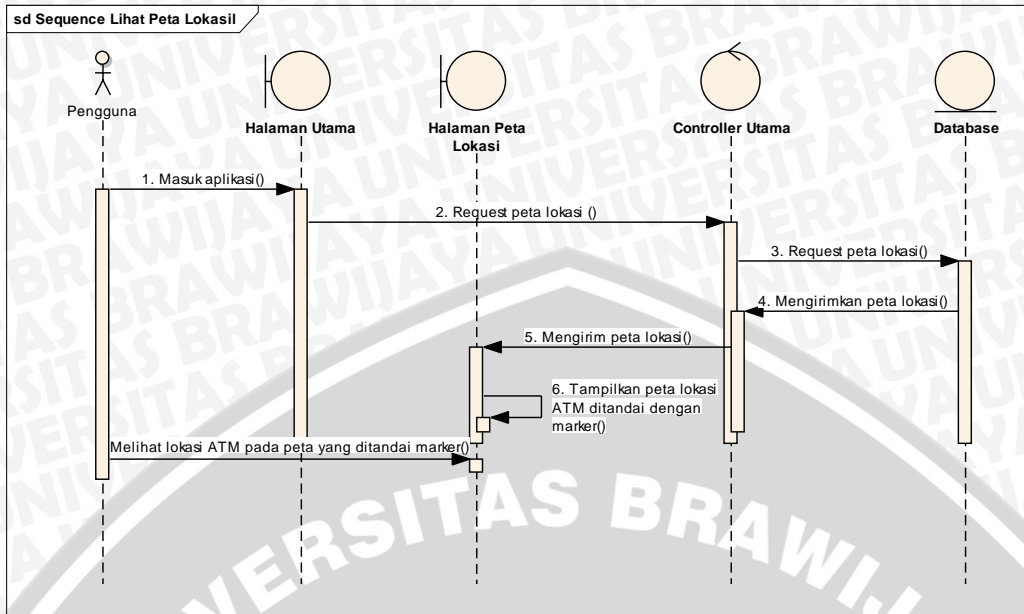 sd Sequence Lihat Peta Lokasil
Pengguna
Halaman Utama
Halaman Peta
Lokasi
Controller Utama
Database
1. Masuk aplikasi()
2. Request peta lokasi ()
3. Request peta lokasi()
4. Mengirimkan peta lokasi()
5. Mengirim peta lokasi()
6. Tampilkan peta lokasi
ATM ditandai dengan
marker()
Melihat lokasi ATM pada peta yang ditandai marker()
VERSITAS BRAWIJ